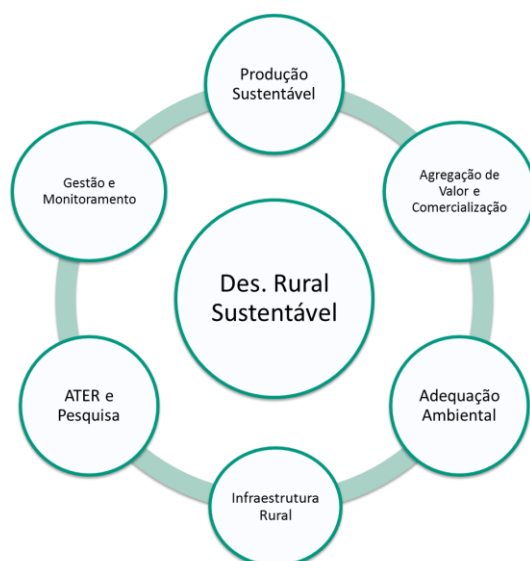 Produção
Sustentável
Agregação de
Valor e
Comercialização
Adequação
Ambiental
Infraestrutura
Rural
ATER e
Pesquisa
Gestão e
Monitoramento
Des. Rural
Sustentável